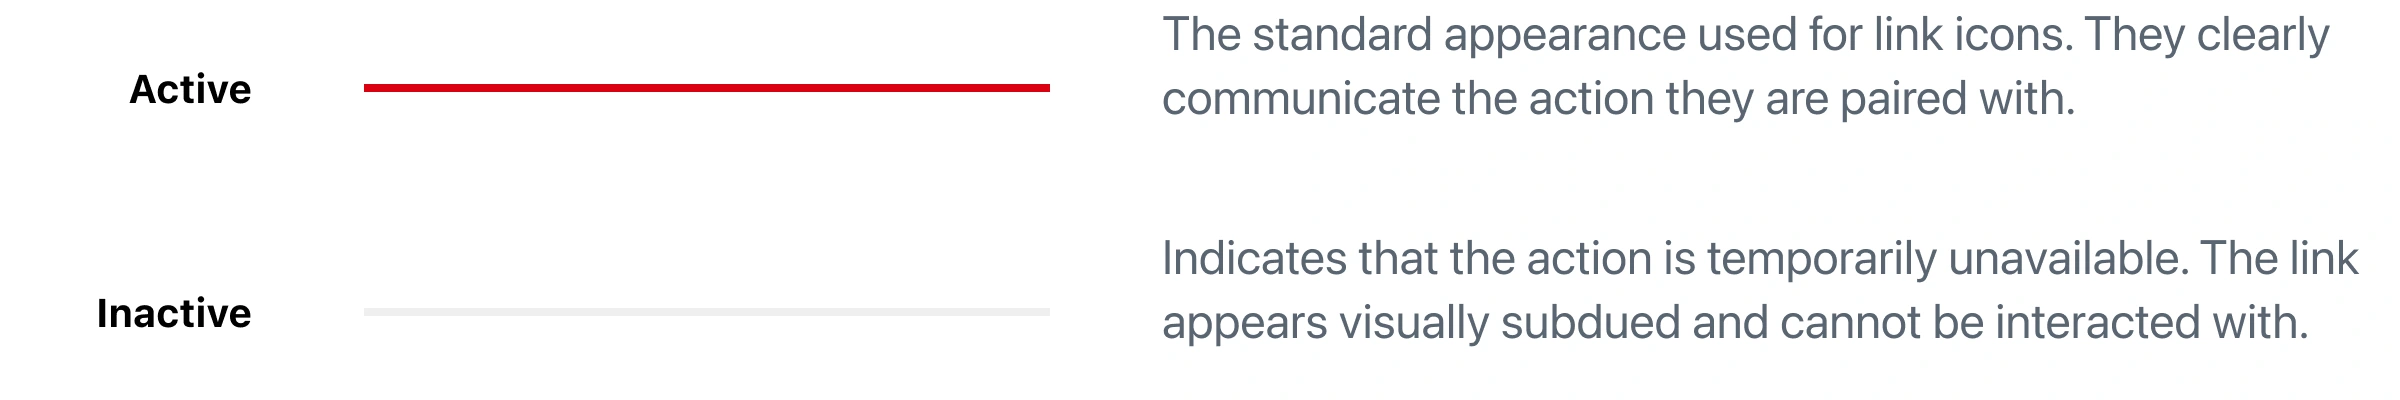 Active
The standard appearance used for link icons. They clearly
communicate the action they are paired with.
Inactive
Indicates that the action is temporarily unavailable. The link
appears visually subdued and cannot be interacted with.